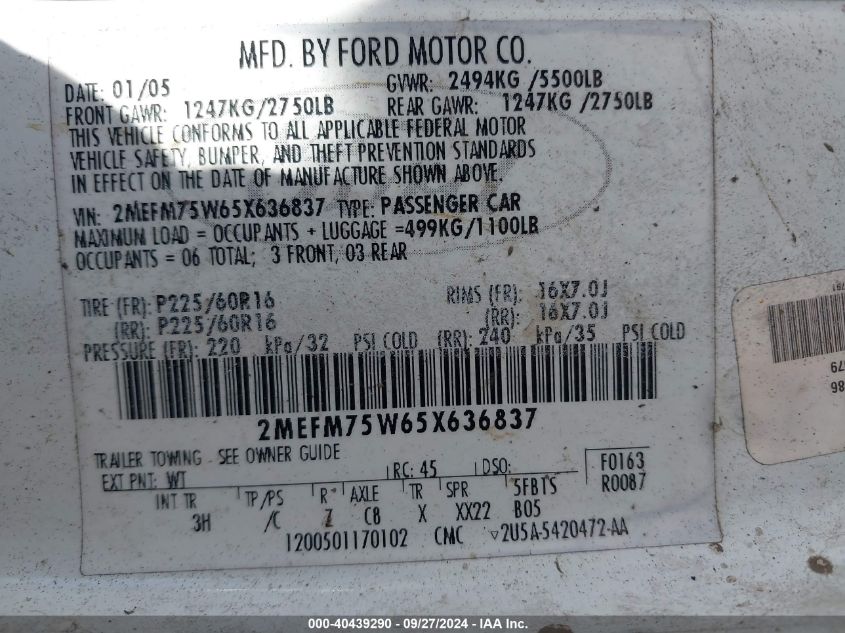 MFD. BY FORD MOTOR CO.
DATE: 01/05 GVWR: 2494KG /5500LB
FRONT GAWR: 1247KG/2750LB REAR GAWR: 1247KG /2750LB
THIS VEHICLE CONFORMS TO ALL APPLICABLE FEDERAL MOTOR
VEHICLE SAFETY, BUMPER, AND THEFT PREVENTION STANDARDS
IN EFFECT ON THE DATE OF MANUFACTURE SHOWN ABOVE.
VIN: 2MEFM75W65X636837 TYPE: PASSENGER CAR
MAXIMUM LOAD = OCCUPANTS + LUGGAGE =499KG/1100LB
OCCUPANTS = 06 TOTAL; 3 FRONT, 03 REAR
TIRE (FR): P225/60R16 RIMS (FR): 16X7.0J
(RR): P225/60R16 (RR): 16X7.0J
PRESSURE (FR): 220 kPa/32 PSI COLD (RR): 240 kPa/35 PSI COLD
2MEFM75W65X636837
TRAILER TOWING - SEE OWNER GUIDE
EXT PNT: WT RC: 45 DSO: F0163
R0087
INT TR TP/PS R AXLE TR SPR 5FBTS
3H /C 7 C8 X XX22 B05
1200501170102 CMC ▽2U5A-5420472-AA
86
000-40439290 - 09/27/2024 - IAA Inc.